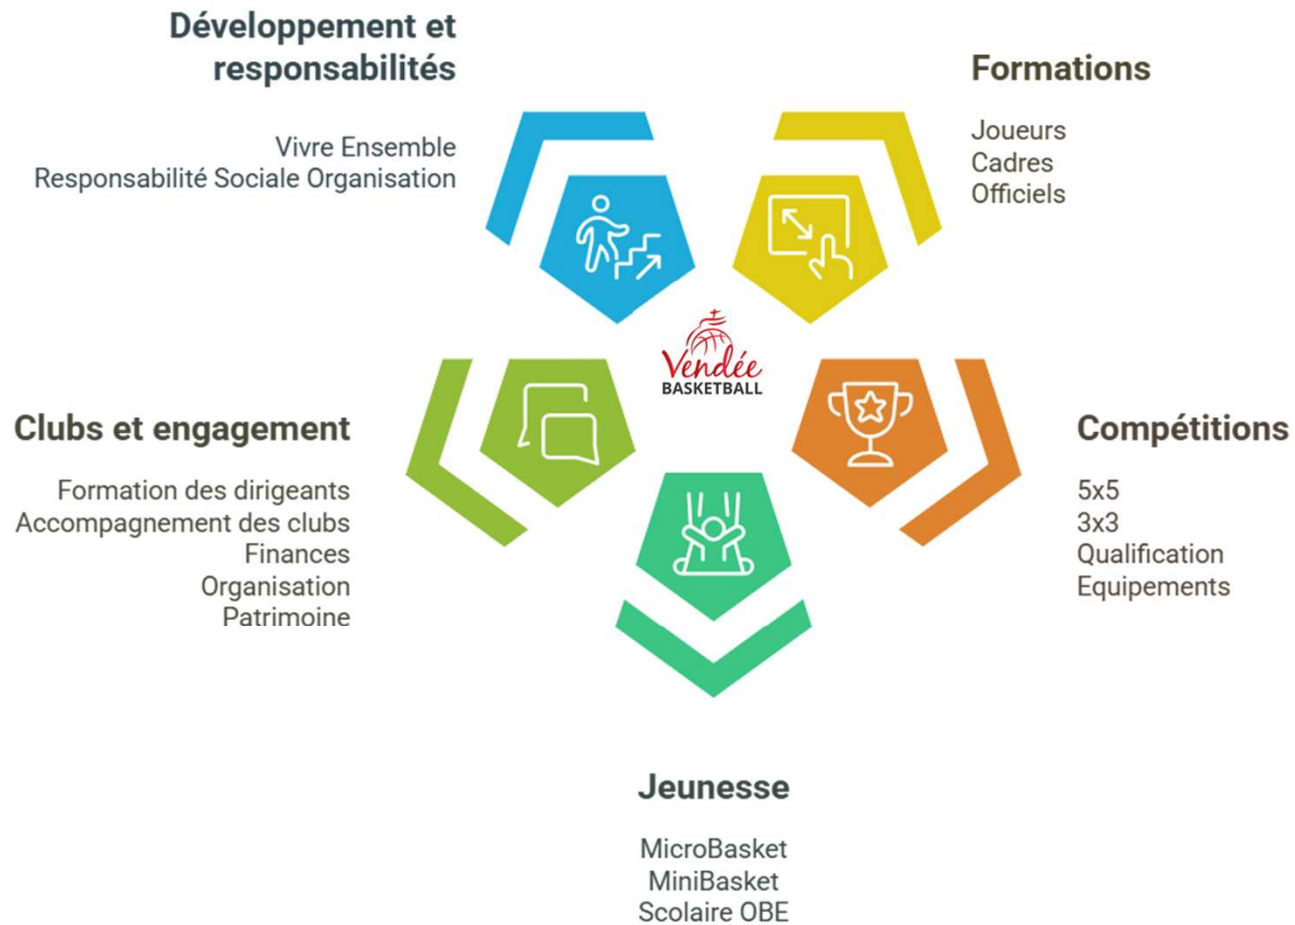 Développement et
responsabilités
Vivre Ensemble
Responsabilité Sociale Organisation
Formations
Joueurs
Cadres
Officiels
Vendée
BASKETBALL
Clubs et engagement
Formation des dirigeants
Accompagnement des clubs
Finances
Organisation
Patrimoine
Compétitions
5x5
3x3
Qualification
Equipements
Jeunesse
MicroBasket
MiniBasket
Scolaire OBE